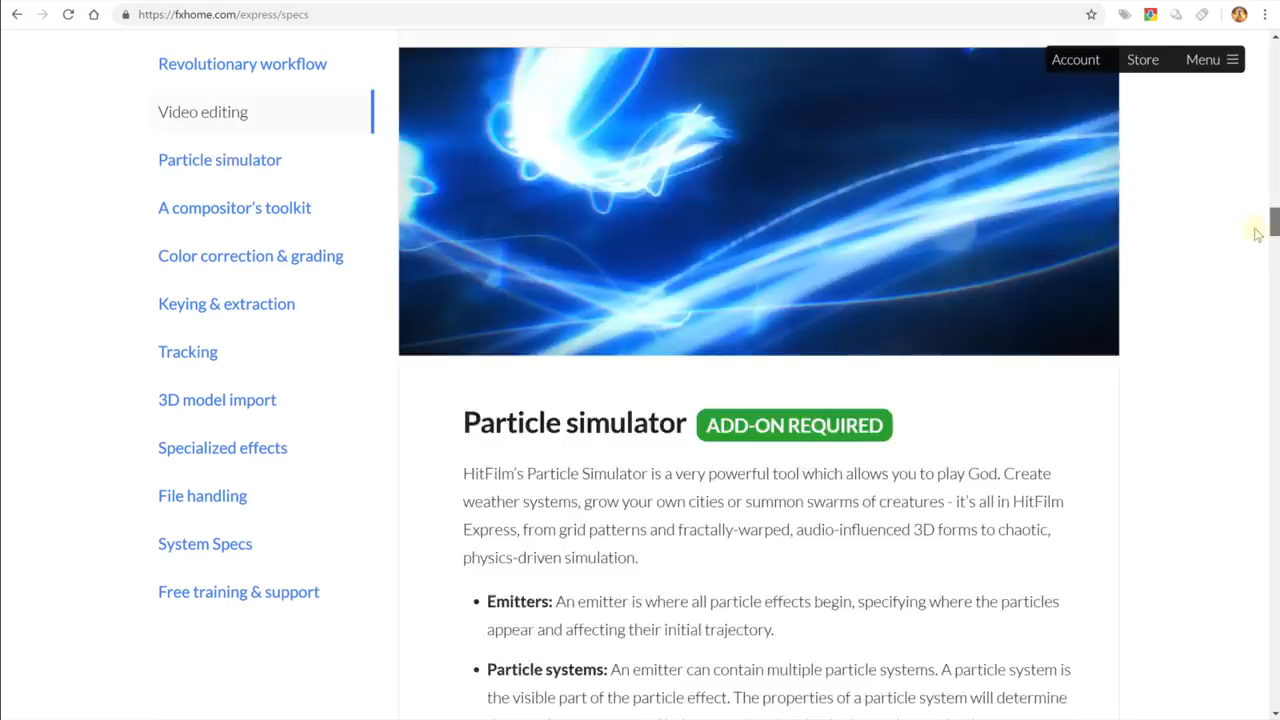 https://fxhome.com/express/specs
Account Store Menu
Revolutionary workflow
Video editing
Particle simulator
A compositor's toolkit
Color correction & grading
Keying & extraction
Tracking
3D model import
Specialized effects
File handling
System Specs
Free training & support
Particle simulator ADD-ON REQUIRED
HitFilm's Particle Simulator is a very powerful tool which allows you to play God. Create
weather systems, grow your own cities or summon swarms of creatures - it's all in HitFilm
Express, from grid patterns and fractally-warped, audio-influenced 3D forms to chaotic,
physics-driven simulation.
• Emitters: An emitter is where all particle effects begin, specifying where the particles
appear and affecting their initial trajectory.
• Particle systems: An emitter can contain multiple particle systems. A particle system is
the visible part of the particle effect. The properties of a particle system will determine